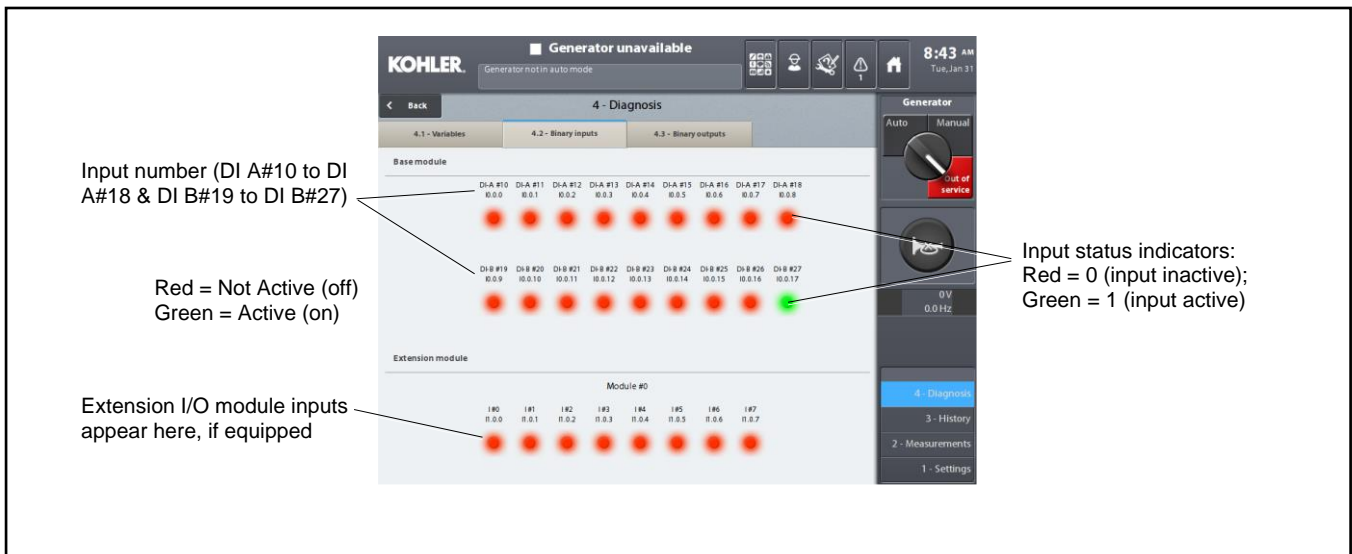 Generator unavailable
KOHLER.
Generator not in auto mode
1
8:43 AM
Tue, Jan 31
Back
4 - Diagnosis
Generator
4.1 - Variables
4.2 - Binary inputs
4.3 - Binary outputs
Auto
Manual
Out of
service
Base module
Input number (DI A#10 to DI
A#18 & DI B#19 to DI B#27)
DI-A #10 DI-A #11 DI-A #12 DI-A #13 DI-A #14 DI-A #15 DI-A #16 DI-A #17 DI-A #18
I0.0.0 I0.0.1 I0.0.2 I0.0.3 I0.0.4 I0.0.5 I0.0.6 I0.0.7 I0.0.8
Input status indicators:
Red = 0 (input inactive);
Green = 1 (input active)
DI-B #19 DI-B #20 DI-B #21 DI-B #22 DI-B #23 DI-B #24 DI-B #25 DI-B #26 DI-B #27
I0.0.9 I0.0.10 I0.0.11 I0.0.12 I0.0.13 I0.0.14 I0.0.15 I0.0.16 I0.0.17
Red = Not Active (off)
Green = Active (on)
0 V
0.0 Hz
Extension module
Module #0
Extension I/O module inputs
appear here, if equipped
I #0 I #1 I #2 I #3 I #4 I #5 I #6 I #7
I1.0.0 I1.0.1 I1.0.2 I1.0.3 I1.0.4 I1.0.5 I1.0.6 I1.0.7
4 - Diagnosis
3 - History
2 - Measurements
1 - Settings